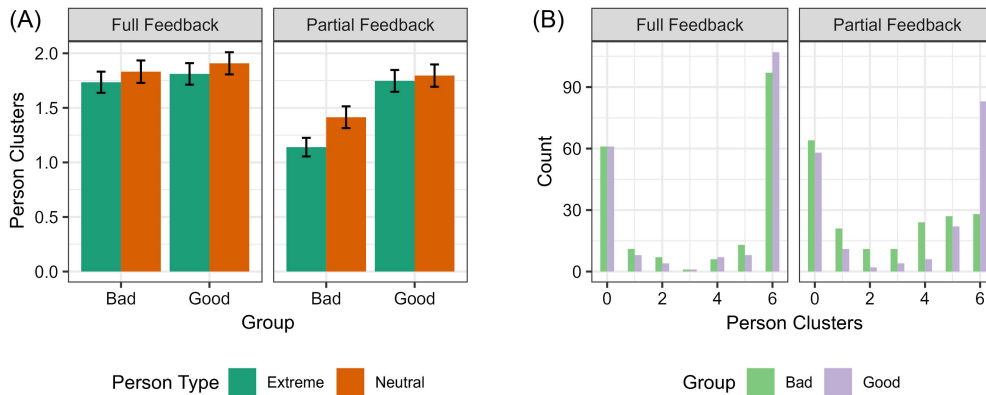 (A)
Full Feedback Partial Feedback
Person Clusters
2.0
1.5
1.0
0.5
0.0
Bad Good Bad Good
Group
Person Type Extreme Neutral
(B)
Full Feedback Partial Feedback
Count
90
60
30
0
0 2 4 6 0 2 4 6
Person Clusters
Group Bad Good